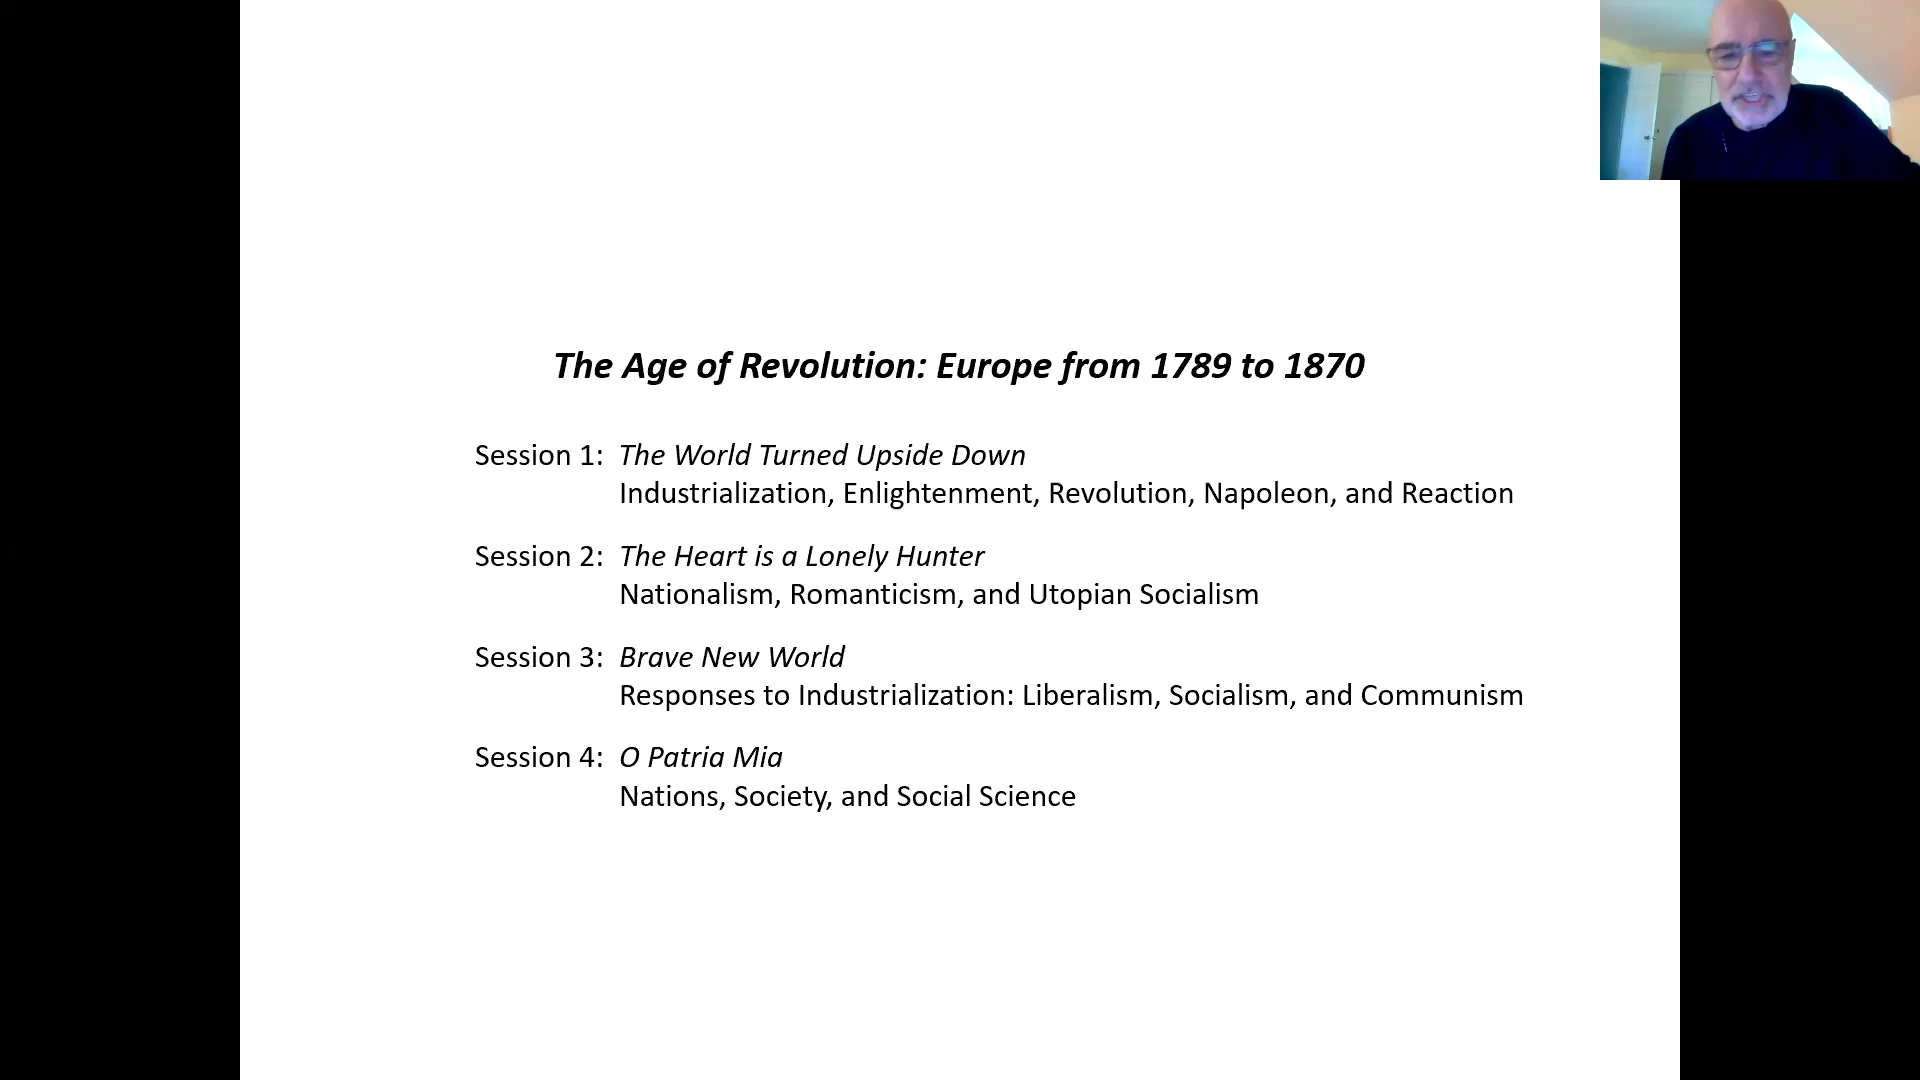 The Age of Revolution: Europe from 1789 to 1870
Session 1: The World Turned Upside Down
Industrialization, Enlightenment, Revolution, Napoleon, and Reaction
Session 2: The Heart is a Lonely Hunter
Nationalism, Romanticism, and Utopian Socialism
Session 3: Brave New World
Responses to Industrialization: Liberalism, Socialism, and Communism
Session 4: O Patria Mia
Nations, Society, and Social Science